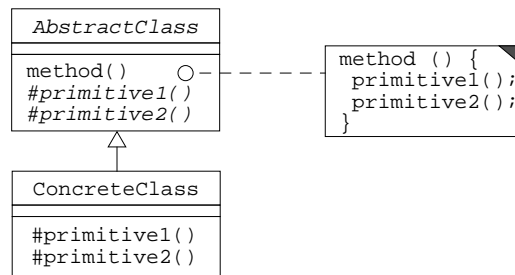 AbstractClass
method()
#primitive1()
#primitive2()
method () {
primitive1();
primitive2();
}
ConcreteClass
#primitive1()
#primitive2()